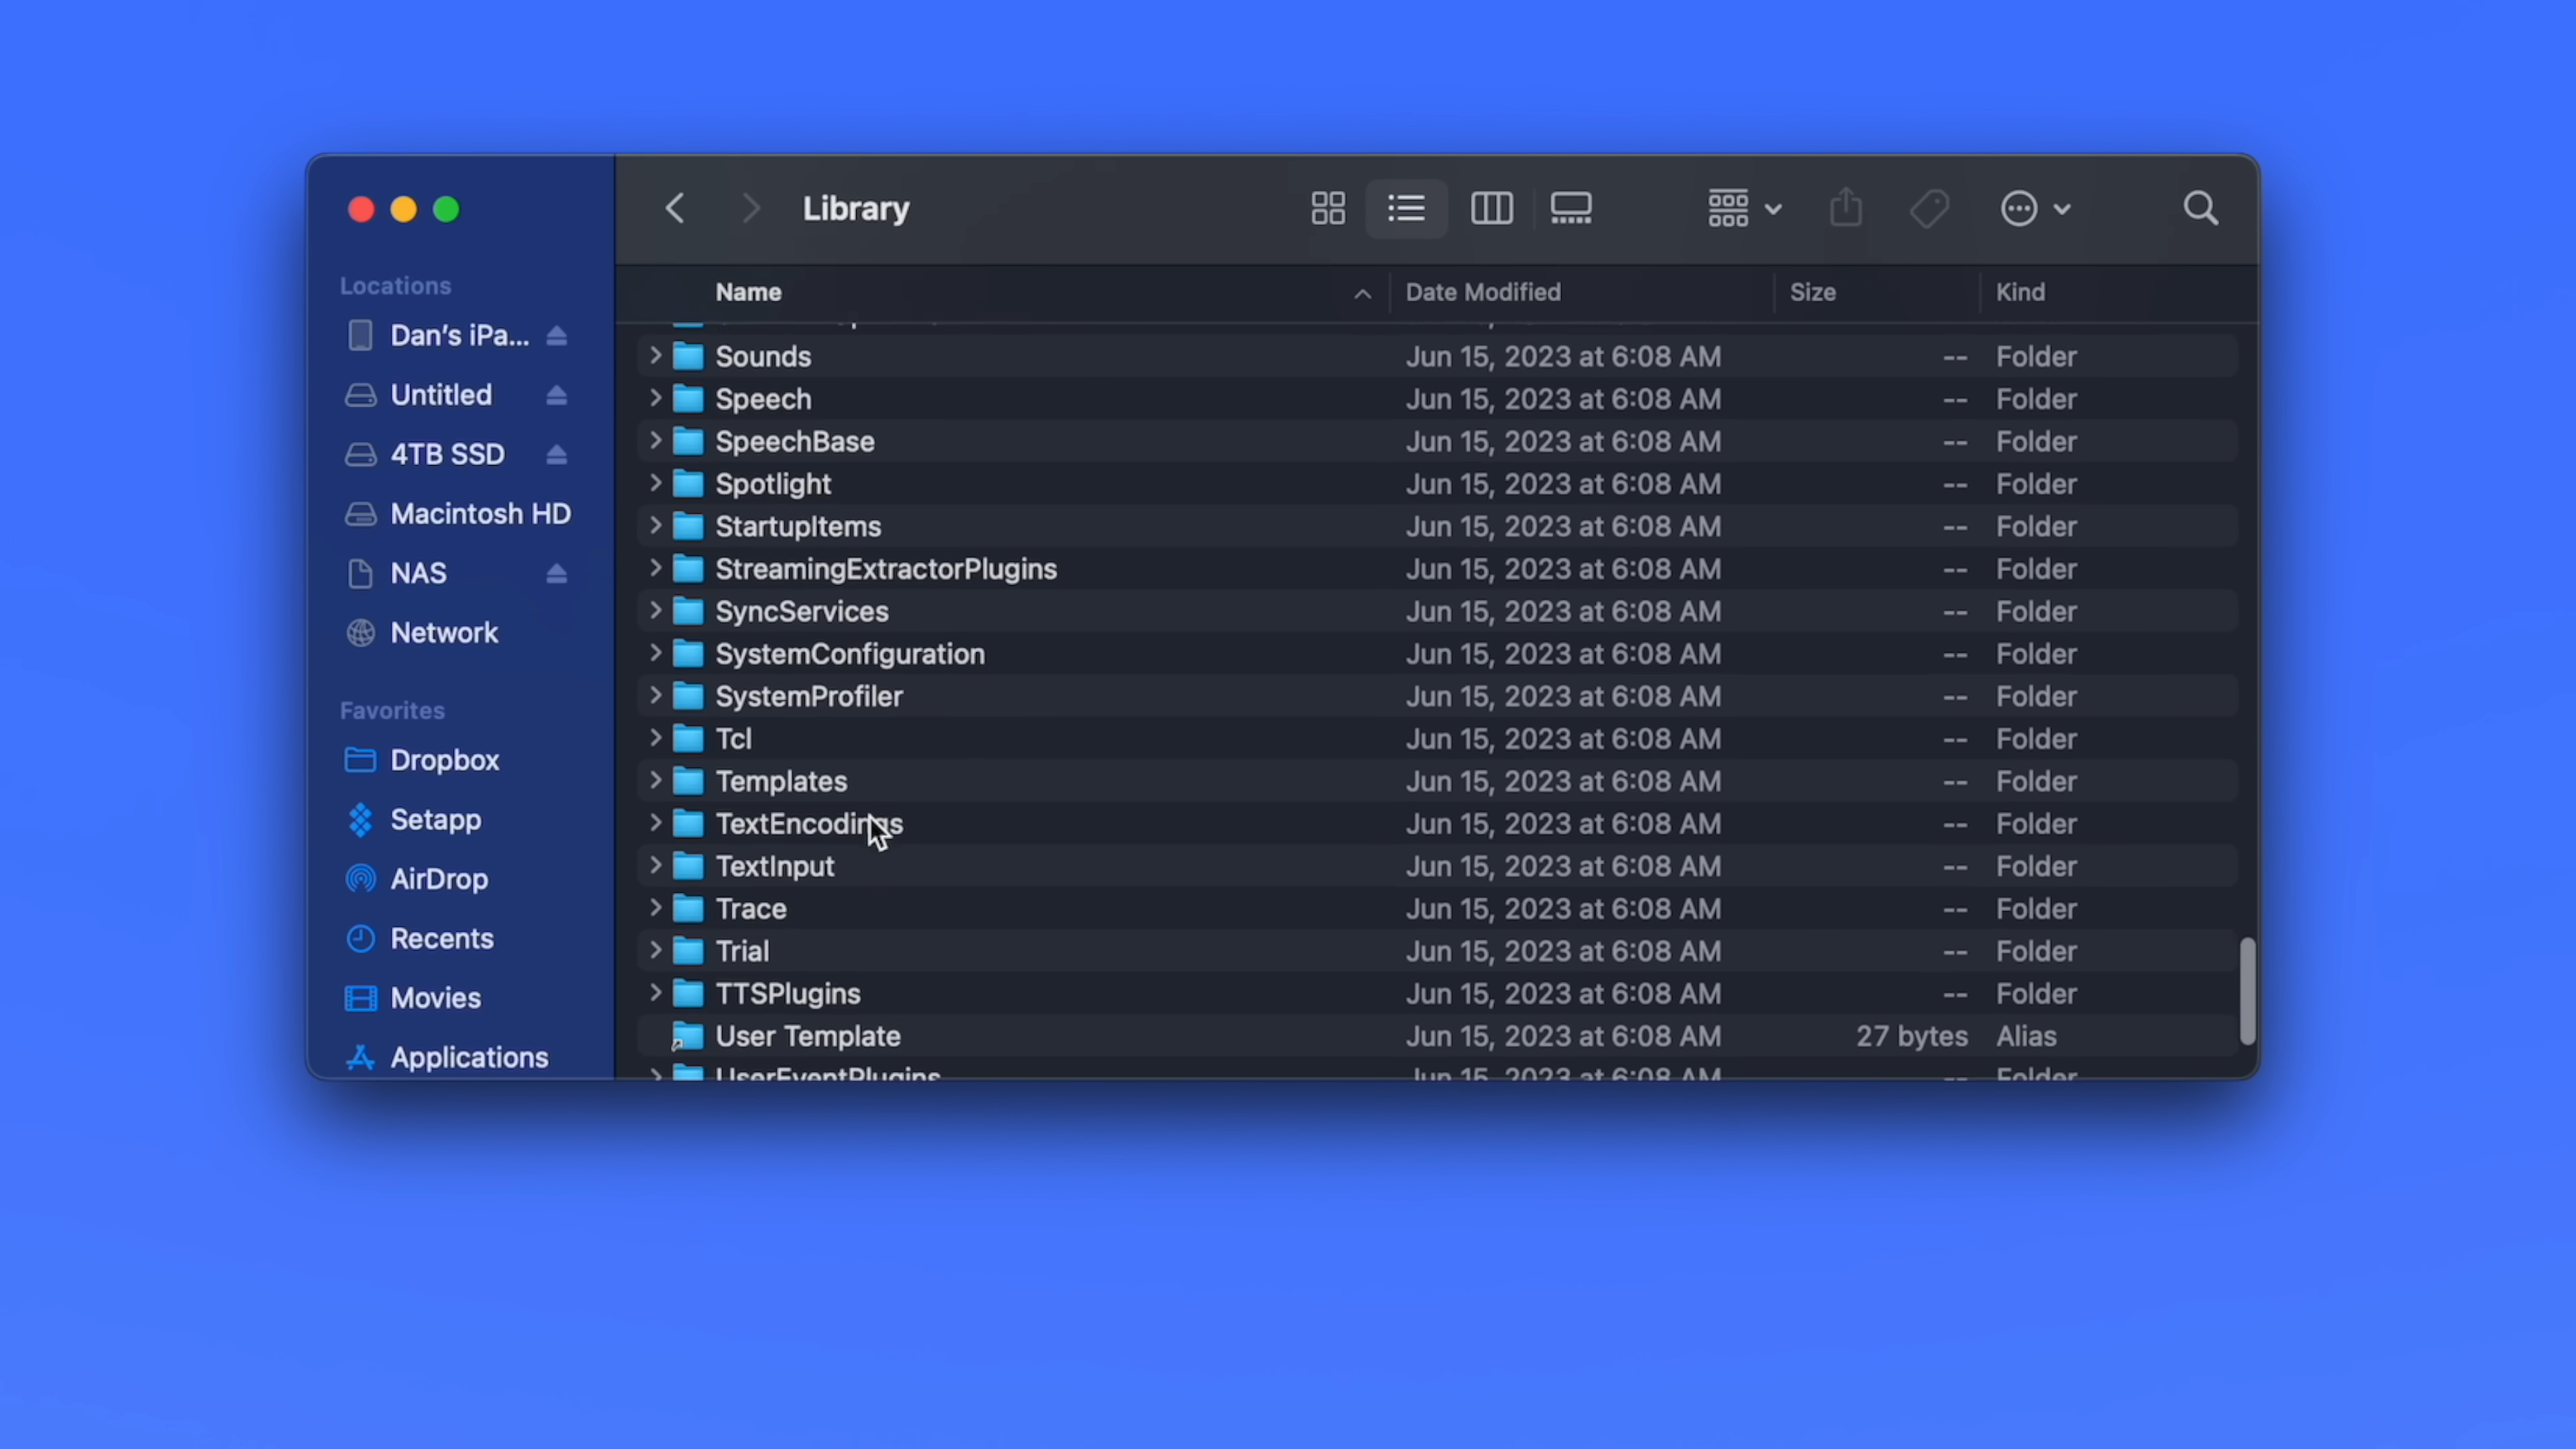 Library
Locations
Dan's iPa...
Untitled
4TB SSD
Macintosh HD
NAS
Network
Favorites
Dropbox
Setapp
AirDrop
Recents
Movies
Applications
Name Date Modified Size Kind
Sounds Jun 15, 2023 at 6:08 AM -- Folder
Speech Jun 15, 2023 at 6:08 AM -- Folder
SpeechBase Jun 15, 2023 at 6:08 AM -- Folder
Spotlight Jun 15, 2023 at 6:08 AM -- Folder
StartupItems Jun 15, 2023 at 6:08 AM -- Folder
StreamingExtractorPlugins Jun 15, 2023 at 6:08 AM -- Folder
SyncServices Jun 15, 2023 at 6:08 AM -- Folder
SystemConfiguration Jun 15, 2023 at 6:08 AM -- Folder
SystemProfiler Jun 15, 2023 at 6:08 AM -- Folder
Tcl Jun 15, 2023 at 6:08 AM -- Folder
Templates Jun 15, 2023 at 6:08 AM -- Folder
TextEncodings Jun 15, 2023 at 6:08 AM -- Folder
TextInput Jun 15, 2023 at 6:08 AM -- Folder
Trace Jun 15, 2023 at 6:08 AM -- Folder
Trial Jun 15, 2023 at 6:08 AM -- Folder
TTSPlugins Jun 15, 2023 at 6:08 AM -- Folder
User Template Jun 15, 2023 at 6:08 AM 27 bytes Alias
UserEventPlugins Jun 15, 2023 at 6:08 AM -- Folder